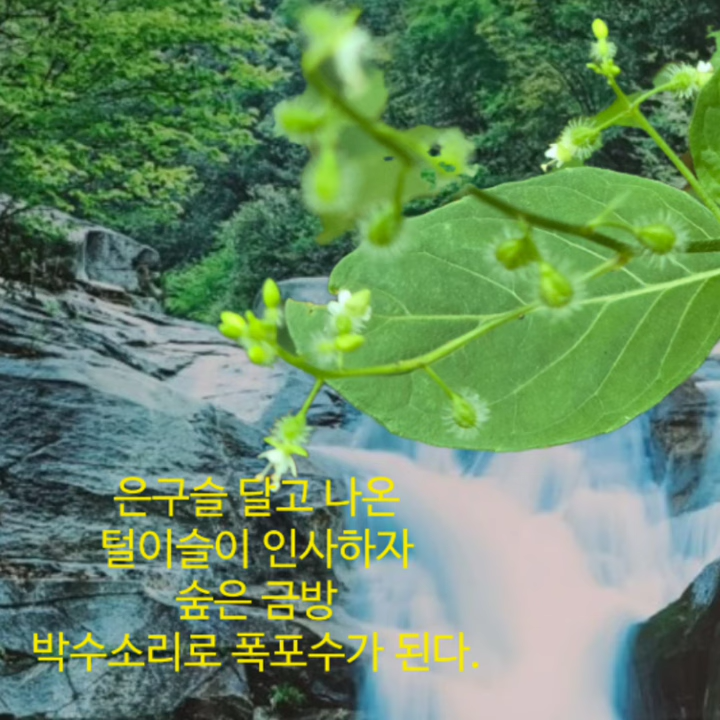 은구슬 달고 나온
털이슬이 인사하자
숲은 금방
박수소리로 폭포수가 된다.